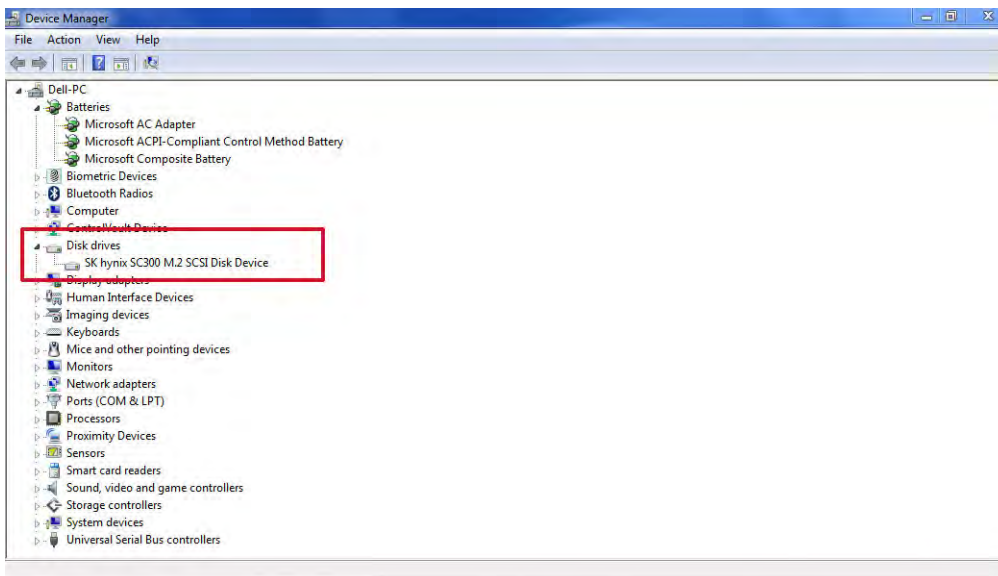 Device Manager
File Action View Help
Dell-PC
Batteries
Microsoft AC Adapter
Microsoft ACPI-Compliant Control Method Battery
Microsoft Composite Battery
Biometric Devices
Bluetooth Radios
Computer
ControlVault Device
Disk drives
SK hynix SC300 M.2 SCSI Disk Device
Display adapters
Human Interface Devices
Imaging devices
Keyboards
Mice and other pointing devices
Monitors
Network adapters
Ports (COM & LPT)
Processors
Proximity Devices
Sensors
Smart card readers
Sound, video and game controllers
Storage controllers
System devices
Universal Serial Bus controllers